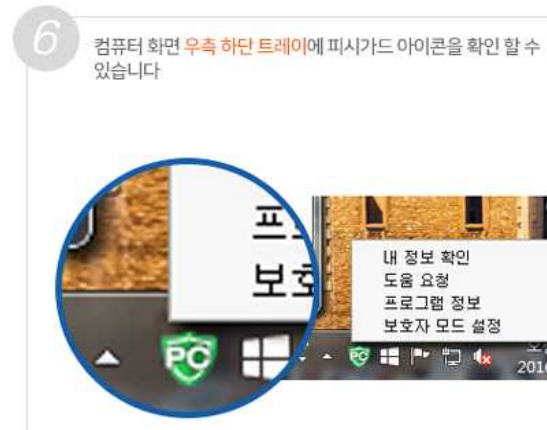 6
컴퓨터 화면 우측 하단 트레이에 피시가드 아이콘을 확인 할 수
있습니다
프
보호
PC
내 정보 확인
도움 요청
프로그램 정보
보호자 모드 설정
2016